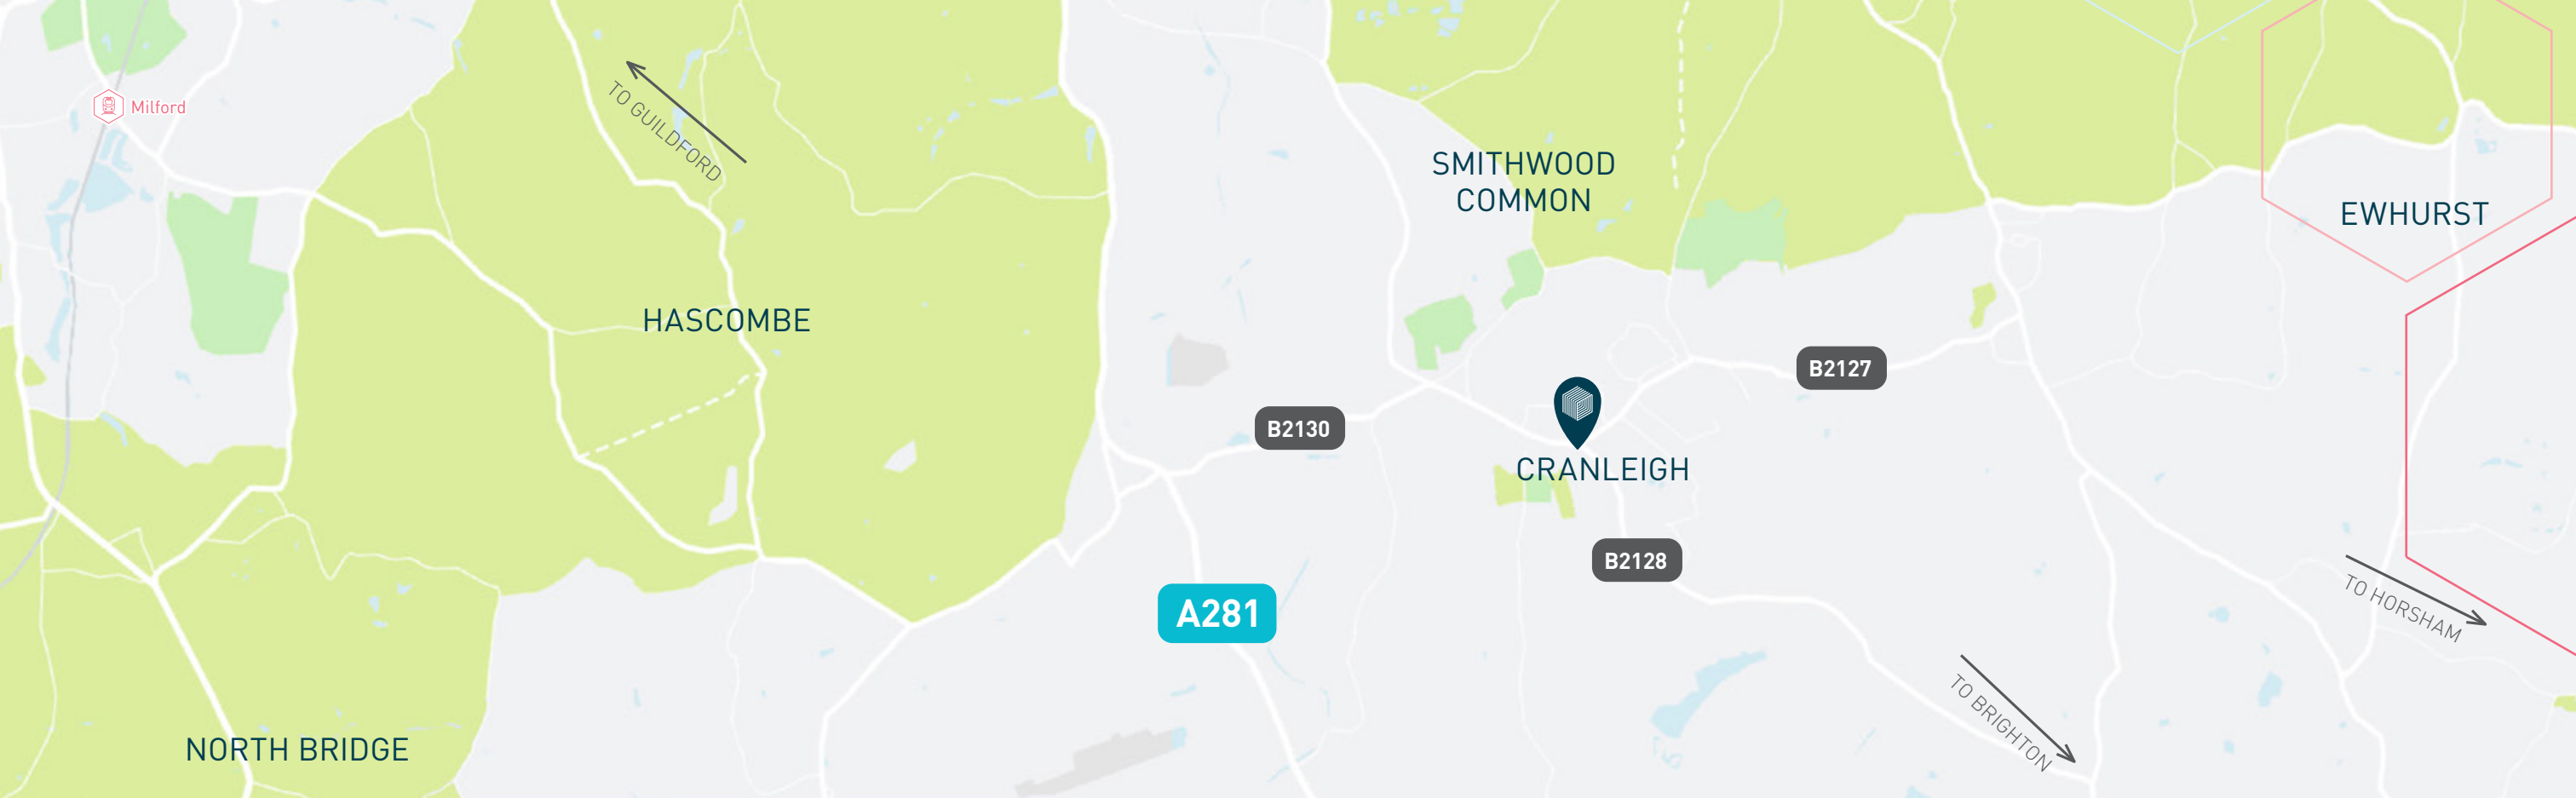 Milford
TO GUILDFORD
SMITHWOOD
COMMON
EWHURST
HASCOMBE
B2127
B2130
CRANLEIGH
B2128
A281
TO HORSHAM
TO BRIGHTON
NORTH BRIDGE